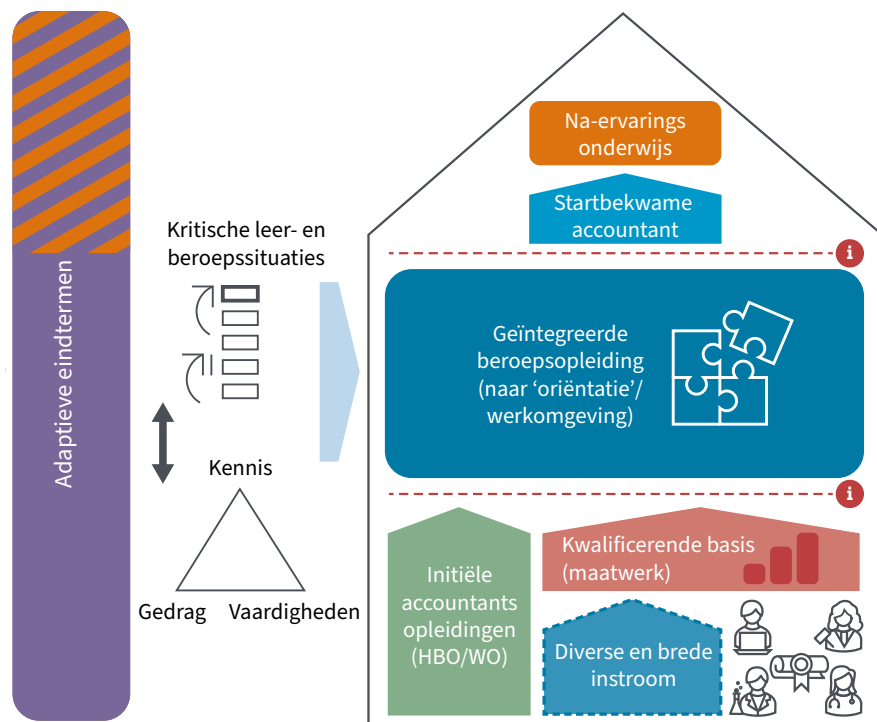 Adaptieve eindtermen
Kritische leer- en
beroepssituaties
Kennis
Gedrag
Vaardigheden
Na-ervarings
onderwijs
Startbekwame
accountant
i
Geïntegreerde
beroepsopleiding
(naar ‘oriëntatie’/
werkomgeving)
i
Initiële
accountants
opleidingen
(HBO/WO)
Kwalificerende basis
(maatwerk)
Diverse en brede
instroom